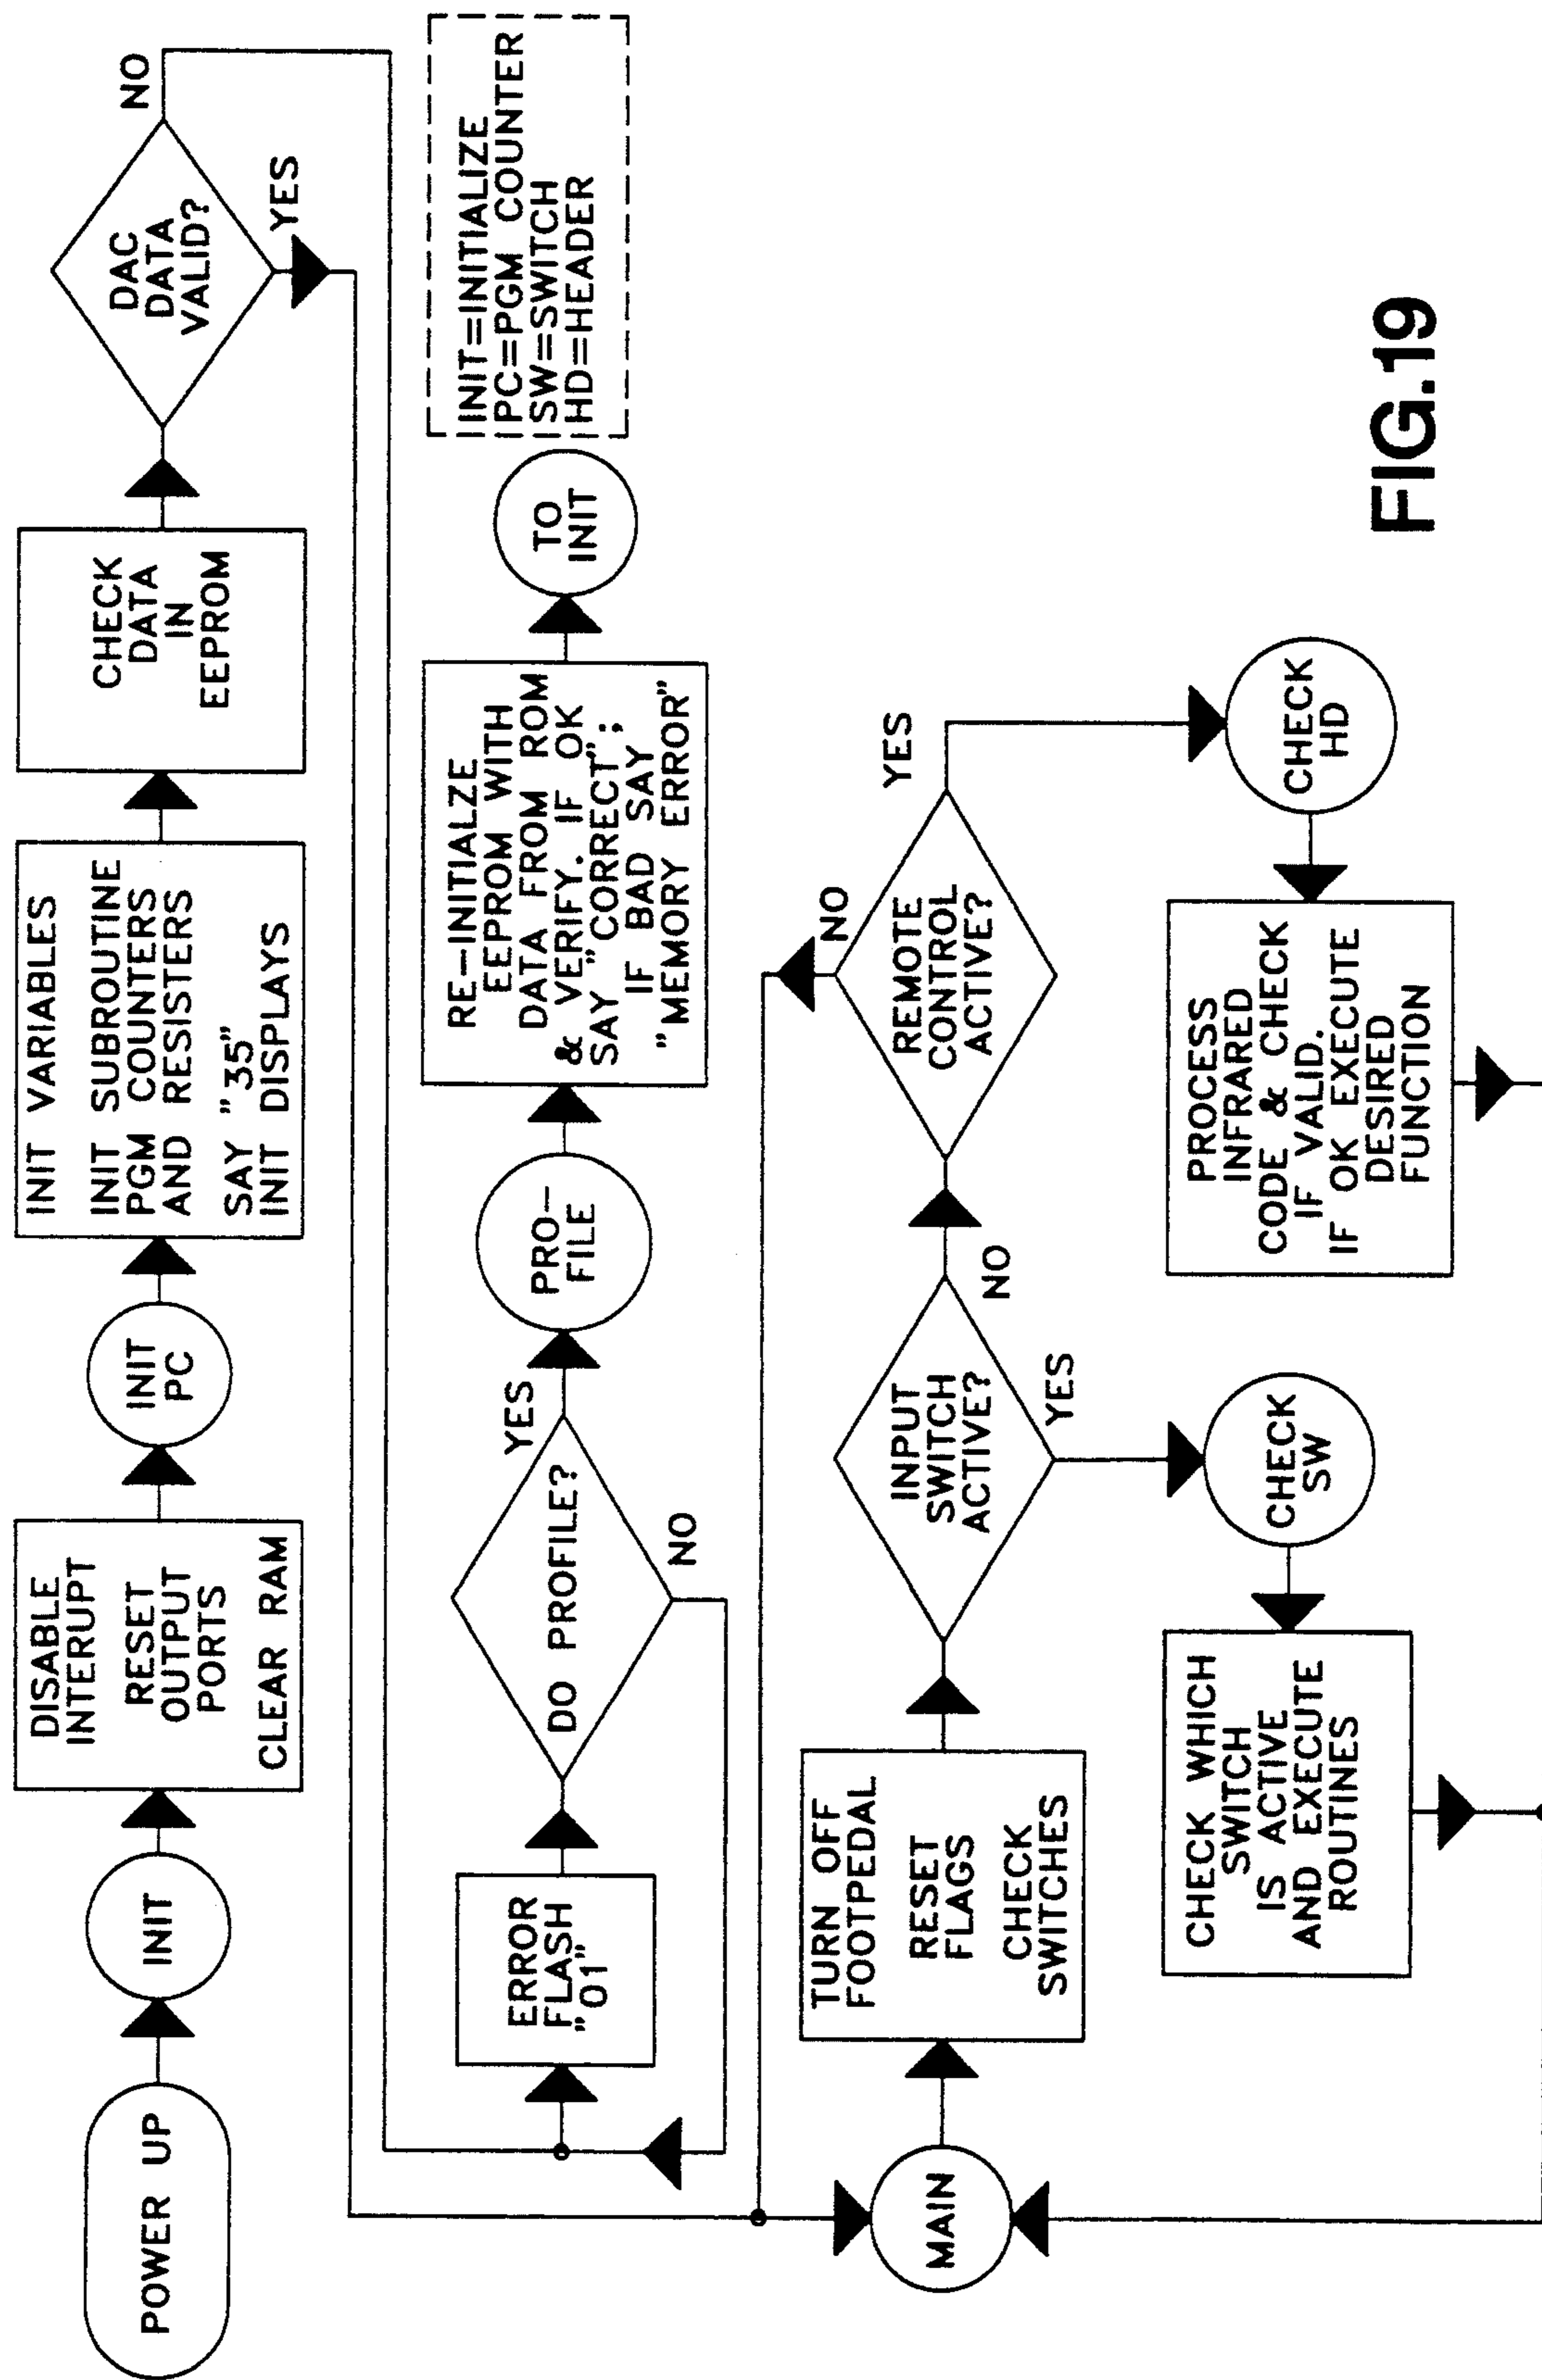 POWER UP
INIT
DISABLE
INTERUPT
RESET
OUTPUT
PORTS
CLEAR RAM
INIT
PC
INIT VARIABLES
INIT SUBROUTINE
PGM COUNTERS
AND RESISTERS
SAY "35"
INIT DISPLAYS
CHECK
DATA
IN
EEPROM
DAC
DATA
VALID?
NO
YES
ERROR
FLASH
"01"
DO PROFILE?
YES
NO
PRO-
FILE
RE-INITIALZE
EEPROM WITH
DATA FROM ROM
& VERIFY. IF OK
SAY "CORRECT";
IF BAD SAY
"MEMORY ERROR"
TO
INIT
INIT=INITIALIZE
PC=PGM COUNTER
SW=SWITCH
HD=HEADER
MAIN
TURN OFF
FOOTPEDAL
RESET
FLAGS
CHECK
SWITCHES
INPUT
SWITCH
ACTIVE?
NO
YES
REMOTE
CONTROL
ACTIVE?
NO
YES
CHECK
SW
CHECK WHICH
SWITCH
IS ACTIVE
AND EXECUTE
ROUTINES
CHECK
HD
PROCESS
INFRARED
CODE & CHECK
IF VALID.
IF OK EXECUTE
DESIRED
FUNCTION
FIG.19